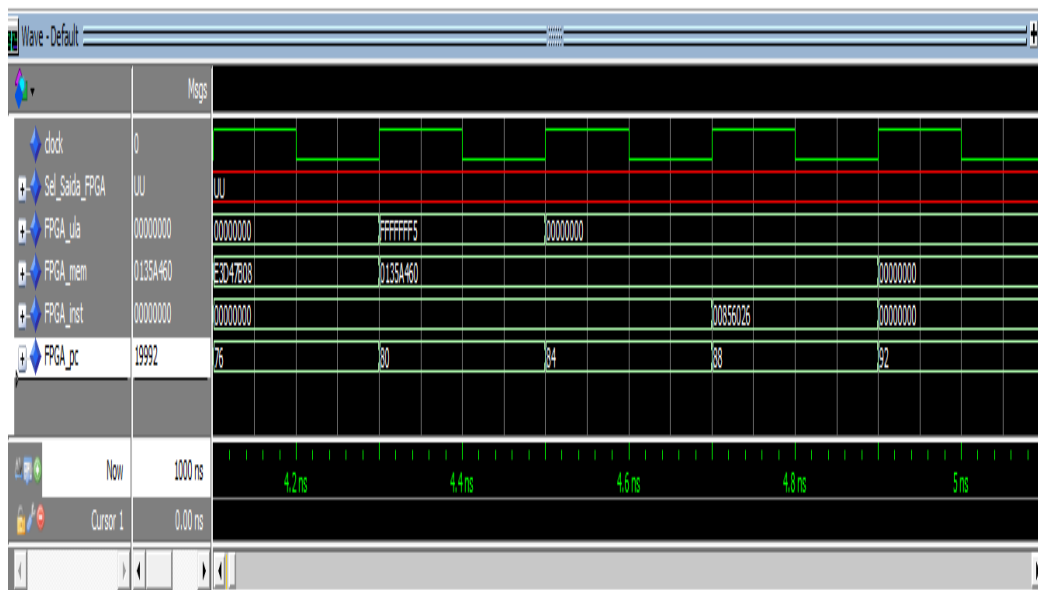 Wave - Default
Msgs
clock 0
Sel_Saida_FPGA UU UU
FPGA_ula 00000000 00000000 FFFFFFF5 00000000
FPGA_mem 0135A460 E3D47B08 0135A460 00000000
FPGA_inst 00000000 00000000 00856026 00000000
FPGA_pc 19992 76 80 84 88 92
Now 1000 ns 4.2 ns 4.4 ns 4.6 ns 4.8 ns 5 ns
Cursor 1 0.00 ns